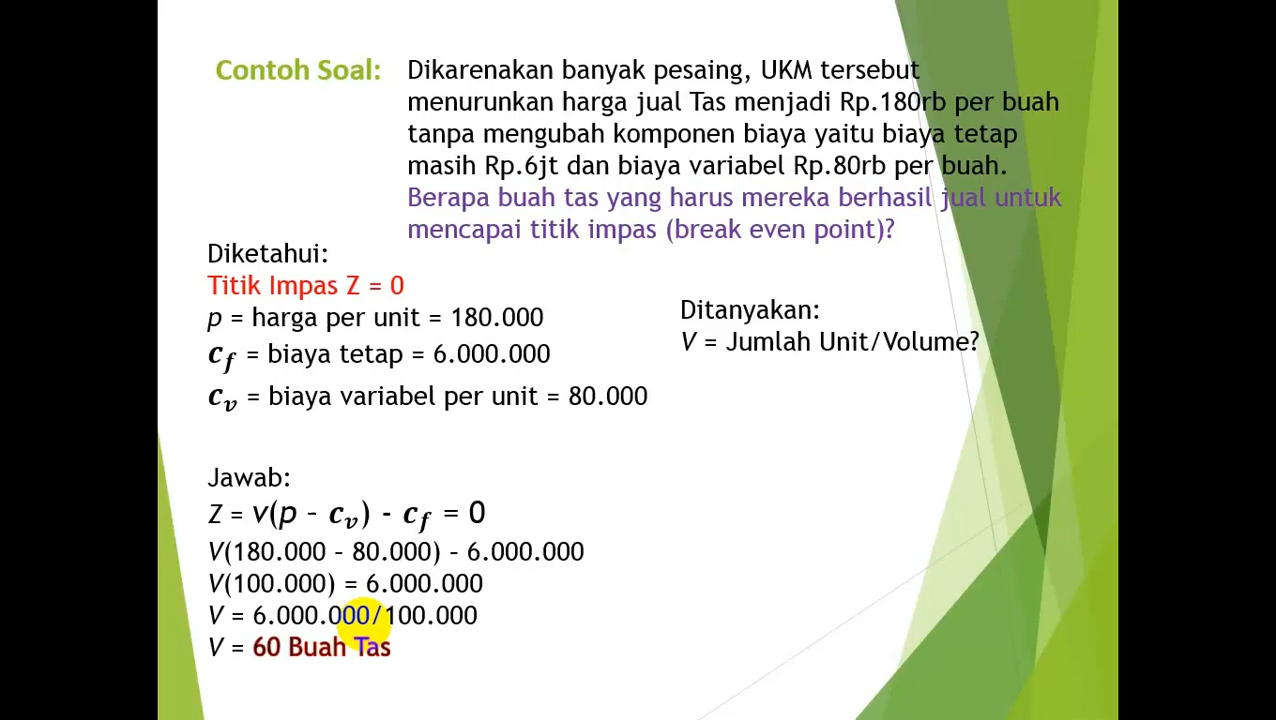 Contoh Soal: Dikarenakan banyak pesaing, UKM tersebut
menurunkan harga jual Tas menjadi Rp.180rb per buah
tanpa mengubah komponen biaya yaitu biaya tetap
masih Rp.6jt dan biaya variabel Rp.80rb per buah.
Berapa buah tas yang harus mereka berhasil jual untuk
mencapai titik impas (break even point)?
Diketahui:
Titik Impas Z = 0
p = harga per unit = 180.000
c_f = biaya tetap = 6.000.000
c_v = biaya variabel per unit = 80.000
Ditanyakan:
V = Jumlah Unit/Volume?
Jawab:
Z = v(p – c_v) - c_f = 0
V(180.000 – 80.000) – 6.000.000
V(100.000) = 6.000.000
V = 6.000.000/100.000
V = 60 Buah Tas